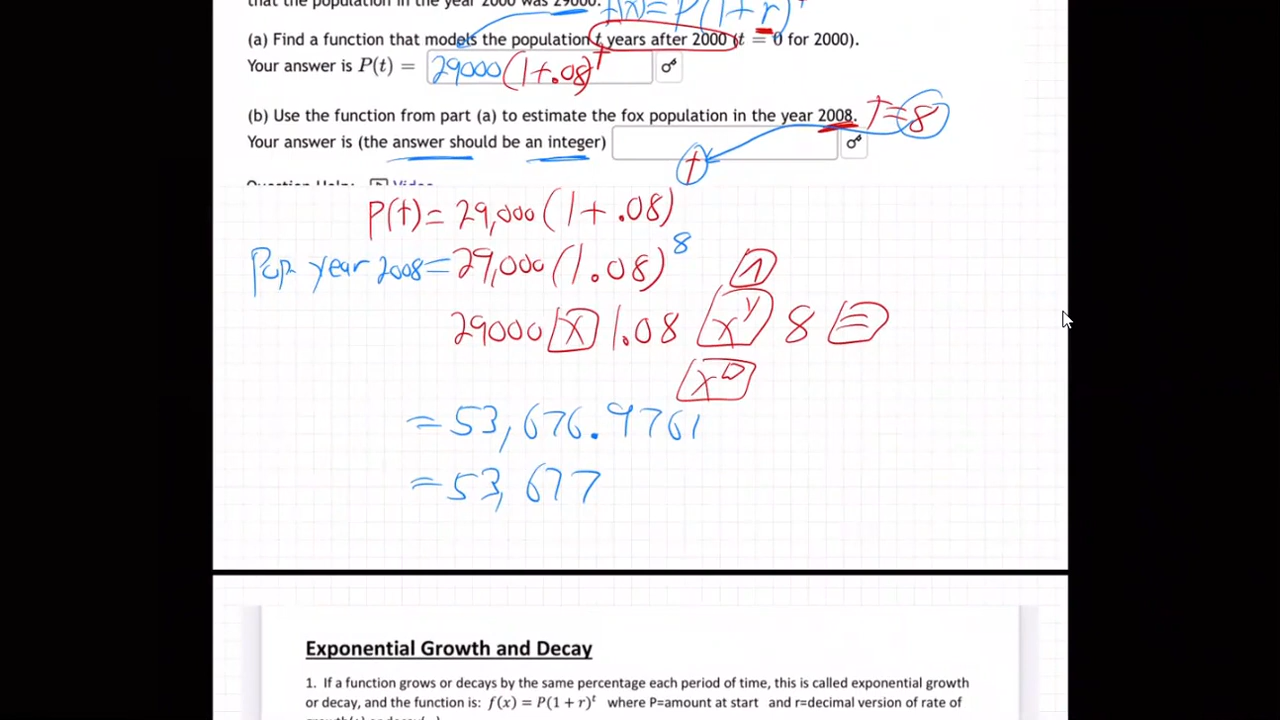 that the population in the year 2000 was 29000. f(x) = P(1+r)^t
(a) Find a function that models the population t years after 2000 (t = 0 for 2000).
Your answer is P(t) = 29000(1+.08)^t
(b) Use the function from part (a) to estimate the fox population in the year 2008. t=8
Your answer is (the answer should be an integer)
t
Video
P(t) = 29,000(1+.08)
Pop year 2008 = 29,000(1.08)^8
^
29000 x 1.08 x^y 8 =
x^□
= 53,676.9761
= 53,677
Exponential Growth and Decay
1. If a function grows or decays by the same percentage each period of time, this is called exponential growth
or decay, and the function is: f(x) = P(1 + r)^t where P=amount at start and r=decimal version of rate of